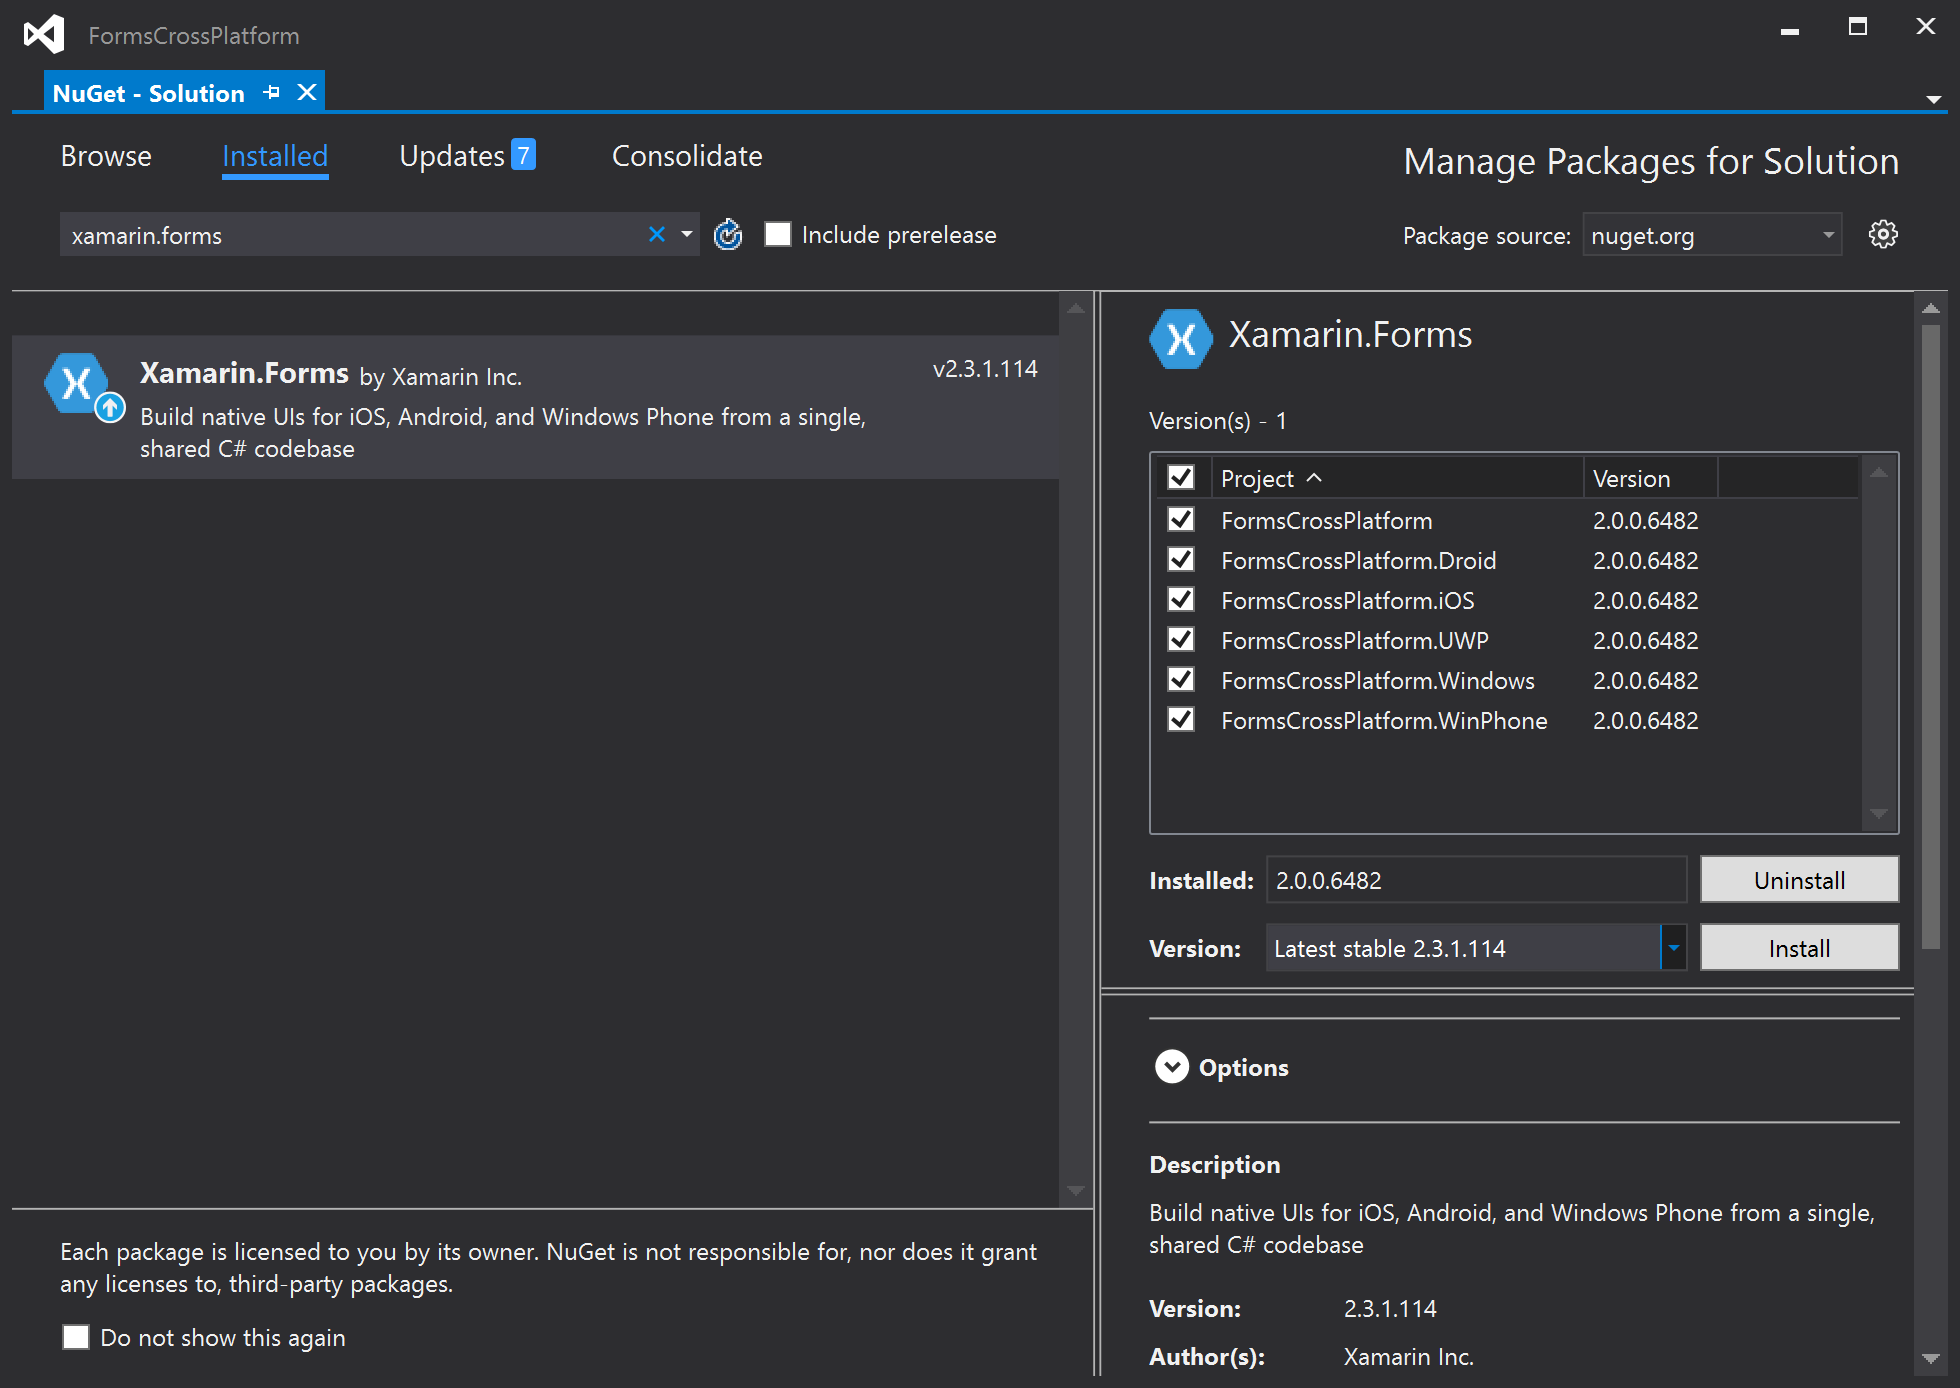 FormsCrossPlatform
NuGet - Solution
Browse Installed Updates 7 Consolidate
Manage Packages for Solution
xamarin.forms
Include prerelease
Package source: nuget.org
Xamarin.Forms by Xamarin Inc. v2.3.1.114
Build native UIs for iOS, Android, and Windows Phone from a single,
shared C# codebase
Each package is licensed to you by its owner. NuGet is not responsible for, nor does it grant
any licenses to, third-party packages.
Do not show this again
Xamarin.Forms
Version(s) - 1
Project Version
FormsCrossPlatform 2.0.0.6482
FormsCrossPlatform.Droid 2.0.0.6482
FormsCrossPlatform.iOS 2.0.0.6482
FormsCrossPlatform.UWP 2.0.0.6482
FormsCrossPlatform.Windows 2.0.0.6482
FormsCrossPlatform.WinPhone 2.0.0.6482
Installed: 2.0.0.6482 Uninstall
Version: Latest stable 2.3.1.114 Install
Options
Description
Build native UIs for iOS, Android, and Windows Phone from a single,
shared C# codebase
Version: 2.3.1.114
Author(s): Xamarin Inc.